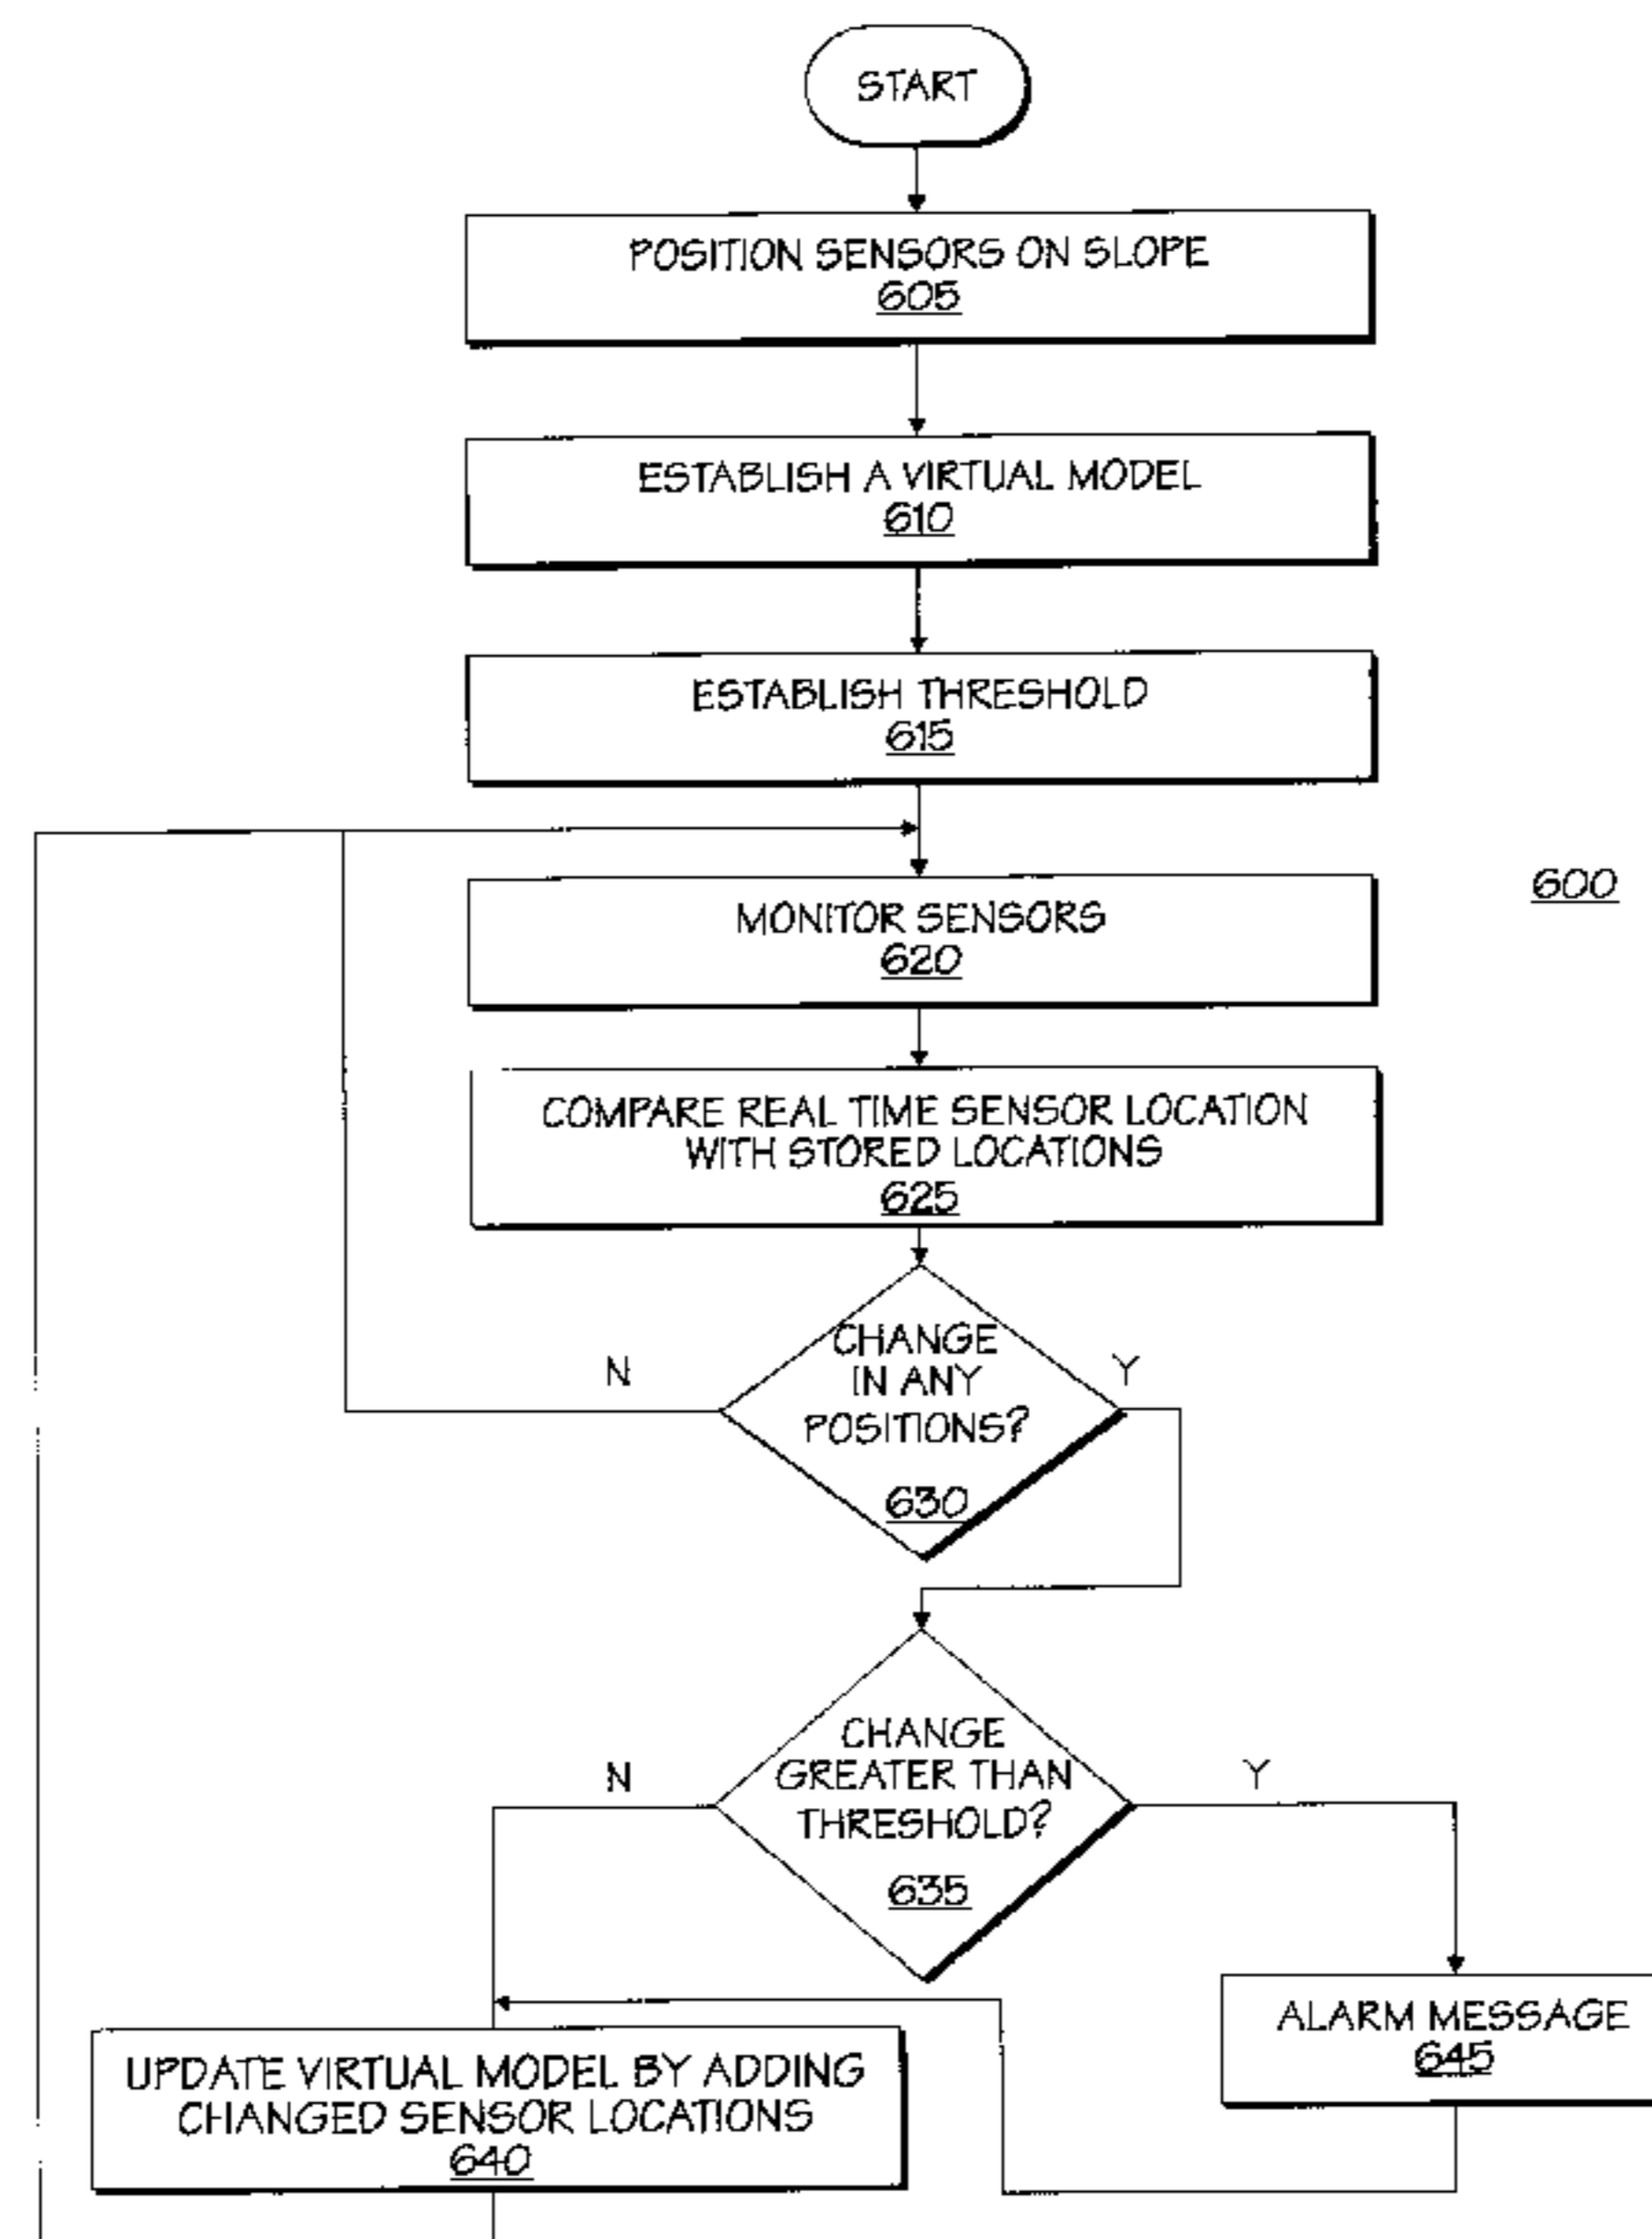 START
POSITION SENSORS ON SLOPE
605
ESTABLISH A VIRTUAL MODEL
610
ESTABLISH THRESHOLD
615
600
MONITOR SENSORS
620
COMPARE REAL TIME SENSOR LOCATION
WITH STORED LOCATIONS
625
N
Y
CHANGE
IN ANY
POSITIONS?
630
N
Y
CHANGE
GREATER THAN
THRESHOLD?
635
ALARM MESSAGE
645
UPDATE VIRTUAL MODEL BY ADDING
CHANGED SENSOR LOCATIONS
640